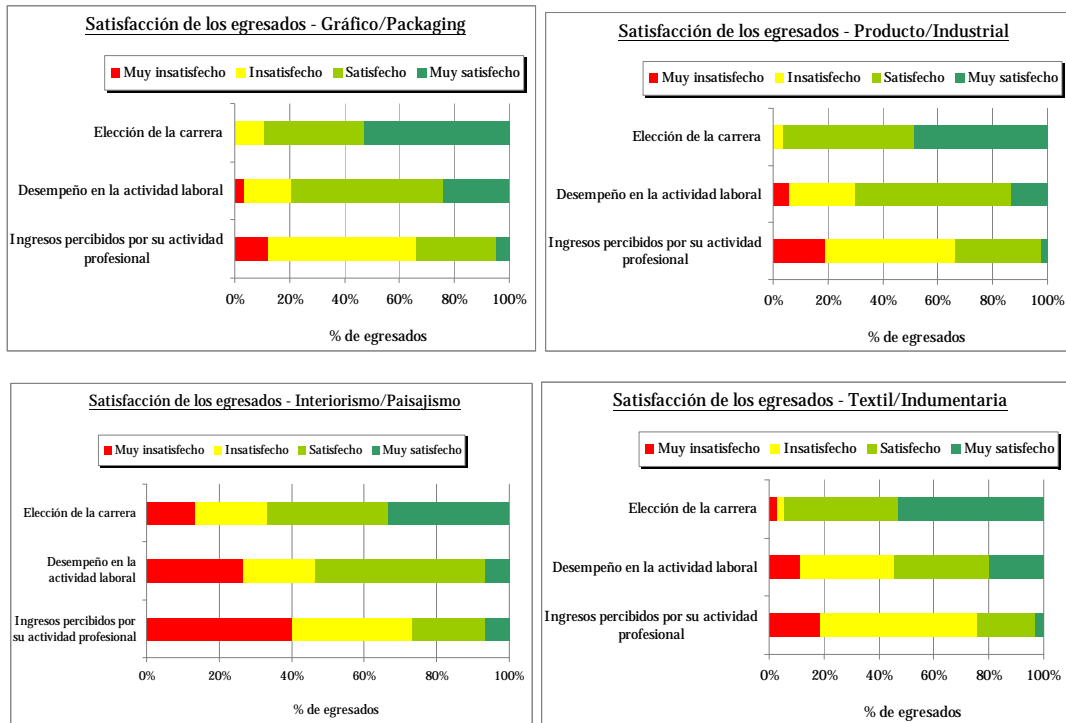 Satisfacción de los egresados - Gráfico/Packaging
Muy insatisfecho Insatisfecho Satisfecho Muy satisfecho
Elección de la carrera
Desempeño en la actividad laboral
Ingresos percibidos por su actividad
profesional
0% 20% 40% 60% 80% 100%
% de egresados
Satisfacción de los egresados - Producto/Industrial
Muy insatisfecho Insatisfecho Satisfecho Muy satisfecho
Elección de la carrera
Desempeño en la actividad laboral
Ingresos percibidos por su actividad
profesional
0% 20% 40% 60% 80% 100%
% de egresados
Satisfacción de los egresados - Interiorismo/Paisajismo
Muy insatisfecho Insatisfecho Satisfecho Muy satisfecho
Elección de la carrera
Desempeño en la
actividad laboral
Ingresos percibidos por
su actividad profesional
0% 20% 40% 60% 80% 100%
% de egresados
Satisfacción de los egresados - Textil/Indumentaria
Muy insatisfecho Insatisfecho Satisfecho Muy satisfecho
Elección de la carrera
Desempeño en la actividad laboral
Ingresos percibidos por su actividad
profesional
0% 20% 40% 60% 80% 100%
% de egresados